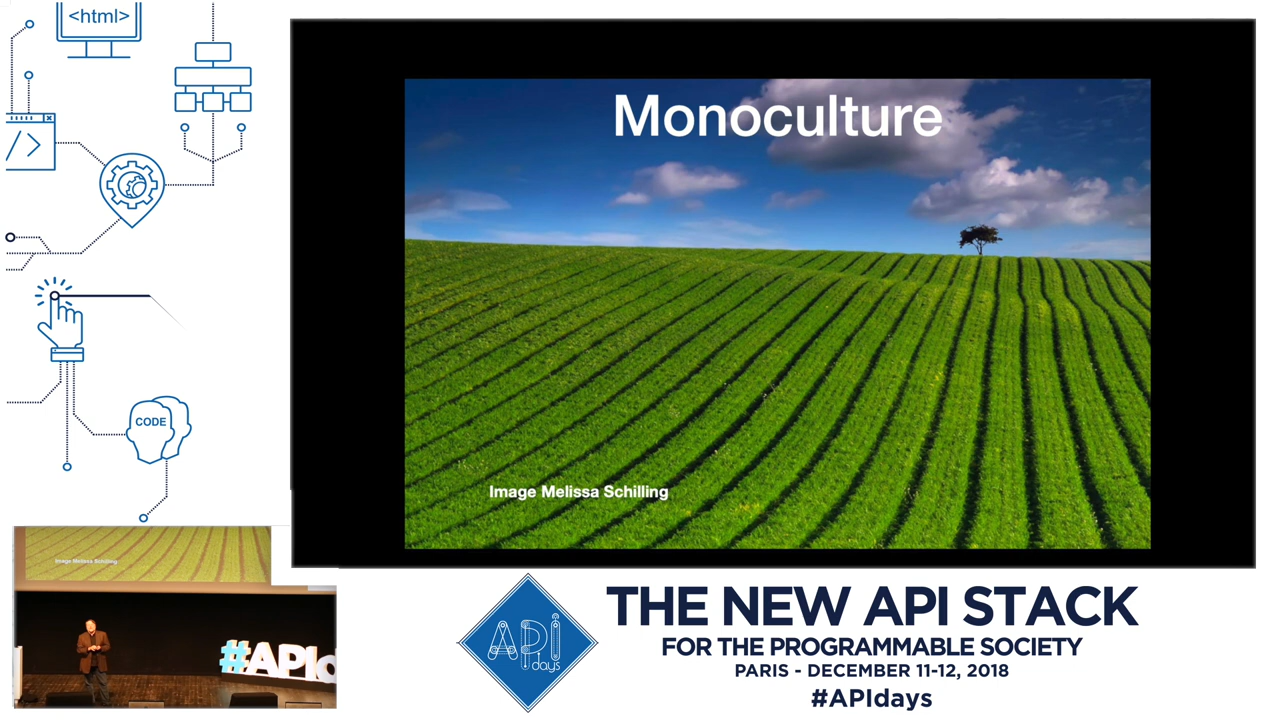 <html>
</>
CODE
Monoculture
Image Melissa Schilling
Image Melissa Schilling
#API
API
days
THE NEW API STACK
FOR THE PROGRAMMABLE SOCIETY
PARIS - DECEMBER 11-12, 2018
#APIdays